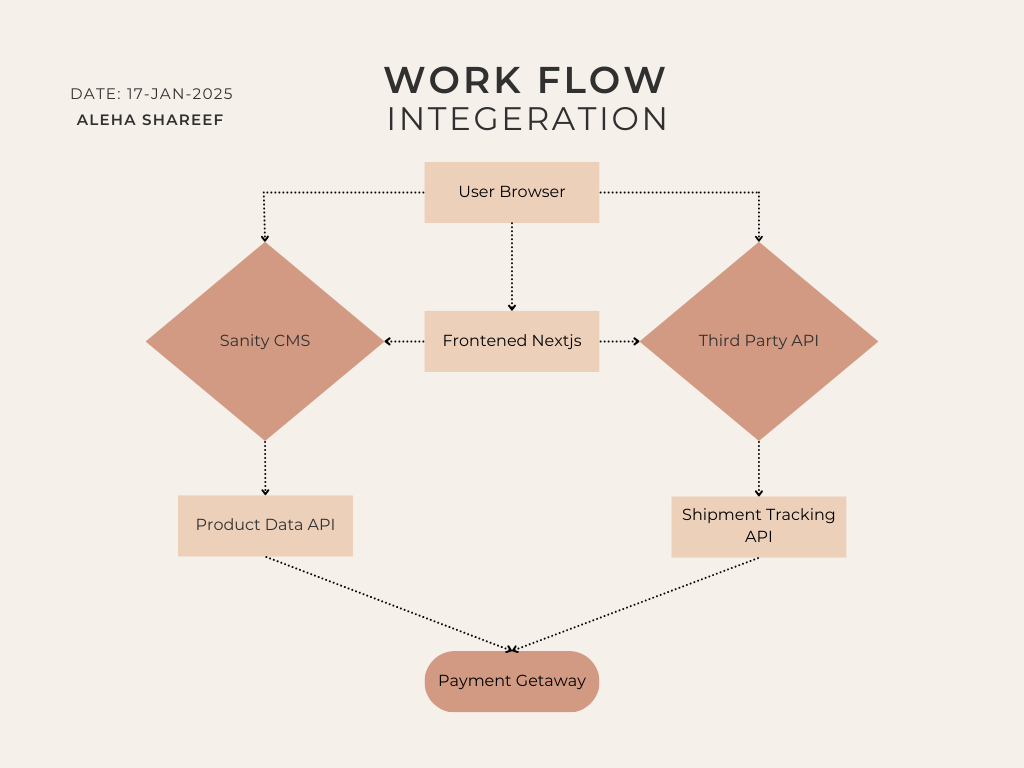 WORK FLOW
INTEGERATION
DATE: 17-JAN-2025
ALEHA SHAREEF
User Browser
Sanity CMS
Frontened Nextjs
Third Party API
Product Data API
Shipment Tracking
API
Payment Getaway